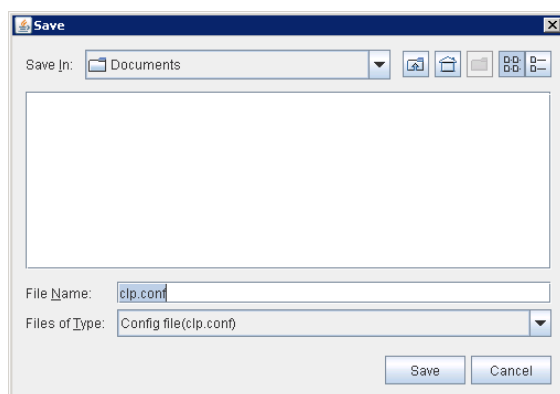 Save
Save In: Documents
File Name: clp.conf
Files of Type: Config file(clp.conf)
Save Cancel